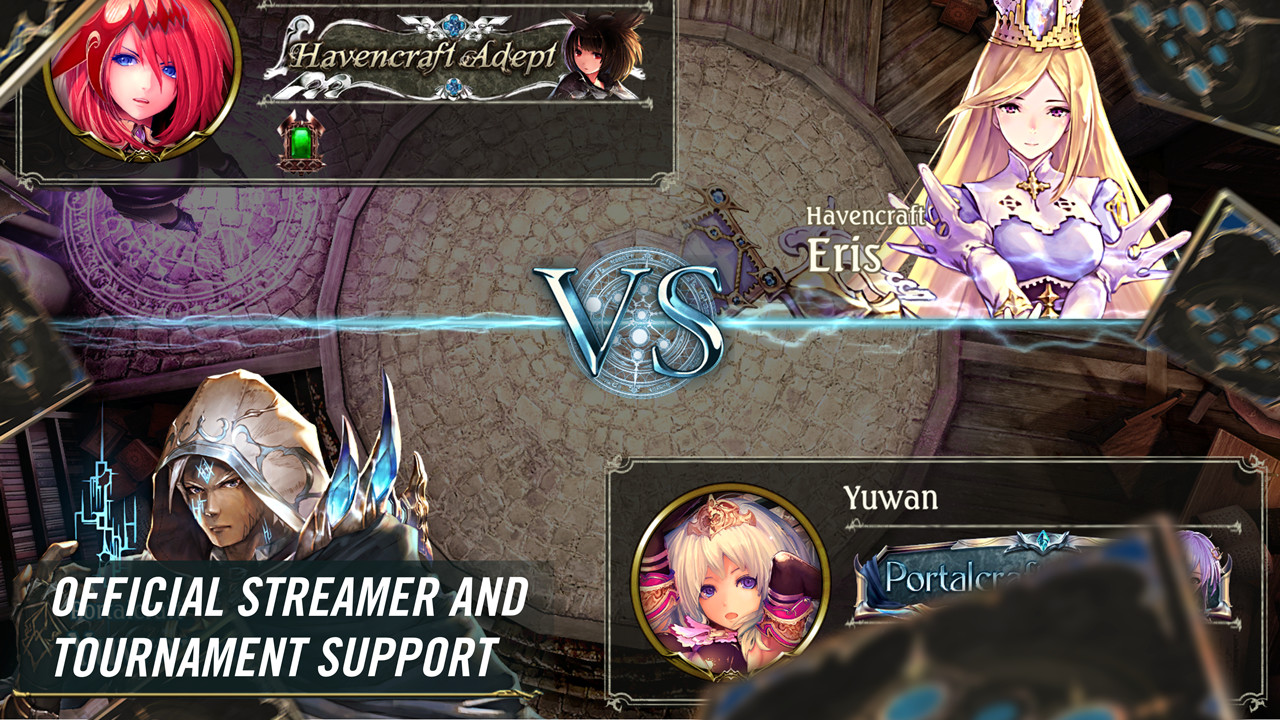 Havencraft Adept
Havencraft
Eris
VS
Yuwan
OFFICIAL STREAMER AND
TOURNAMENT SUPPORT